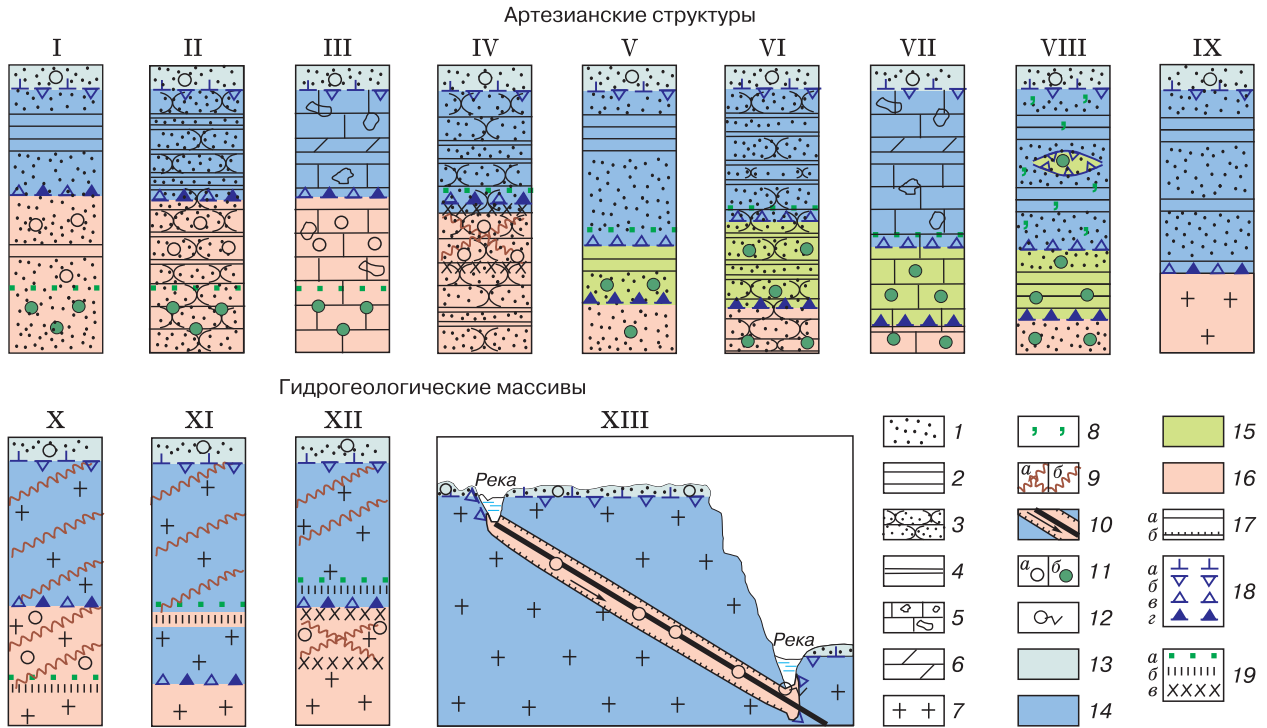 Артезианские структуры
I II III IV V VI VII VIII IX
Гидрогеологические массивы
X XI XII XIII
Река
Река
1
2
3
4
5
6
7
8
а б 9
10
а б 11
12
13
14
15
16
а
б
17
а
б
в
г
18
а
б
в
19